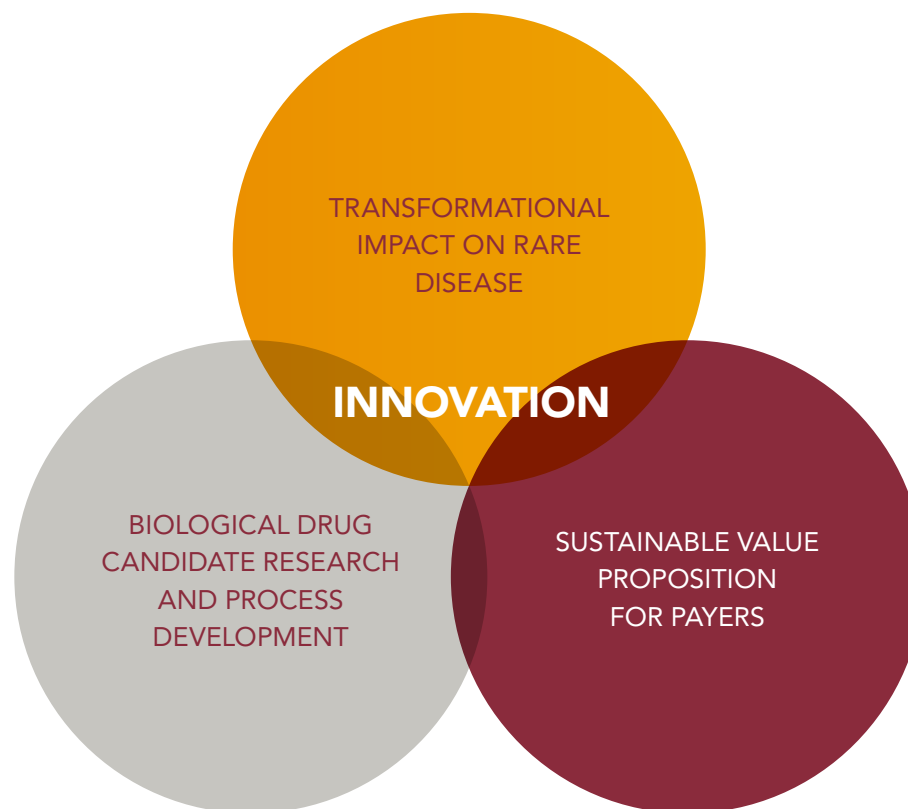 TRANSFORMATIONAL
IMPACT ON RARE
DISEASE
INNOVATION
BIOLOGICAL DRUG
CANDIDATE RESEARCH
AND PROCESS
DEVELOPMENT
SUSTAINABLE VALUE
PROPOSITION
FOR PAYERS